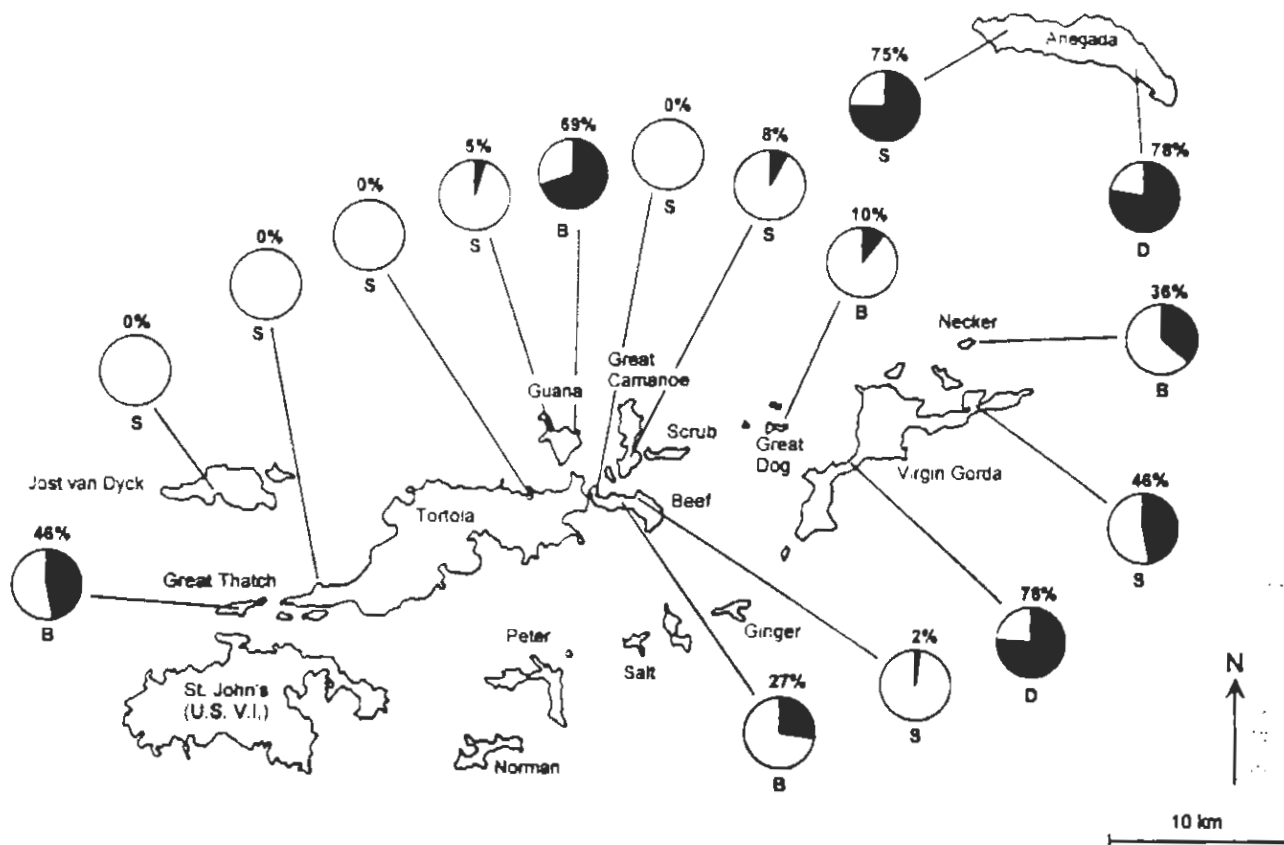 Anegada
75%
S
78%
D
0%
S
8%
S
69%
B
5%
S
0%
S
0%
S
0%
S
10%
B
36%
B
Necker
Great
Camanoe
Guana
Scrub
Great
Dog
Virgin Gorda
Jost van Dyck
Tortola
Beef
46%
S
46%
B
Great Thatch
76%
D
Ginger
Peter
Salt
2%
S
27%
B
St. John's
(U.S. V.I.)
Norman
N
10 km